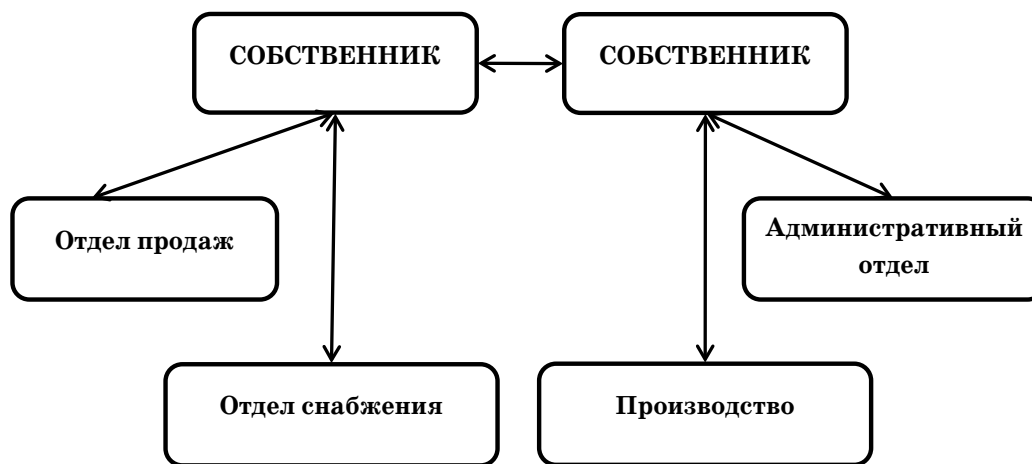 СОБСТВЕННИК
СОБСТВЕННИК
Отдел продаж
Административный
отдел
Отдел снабжения
Производство